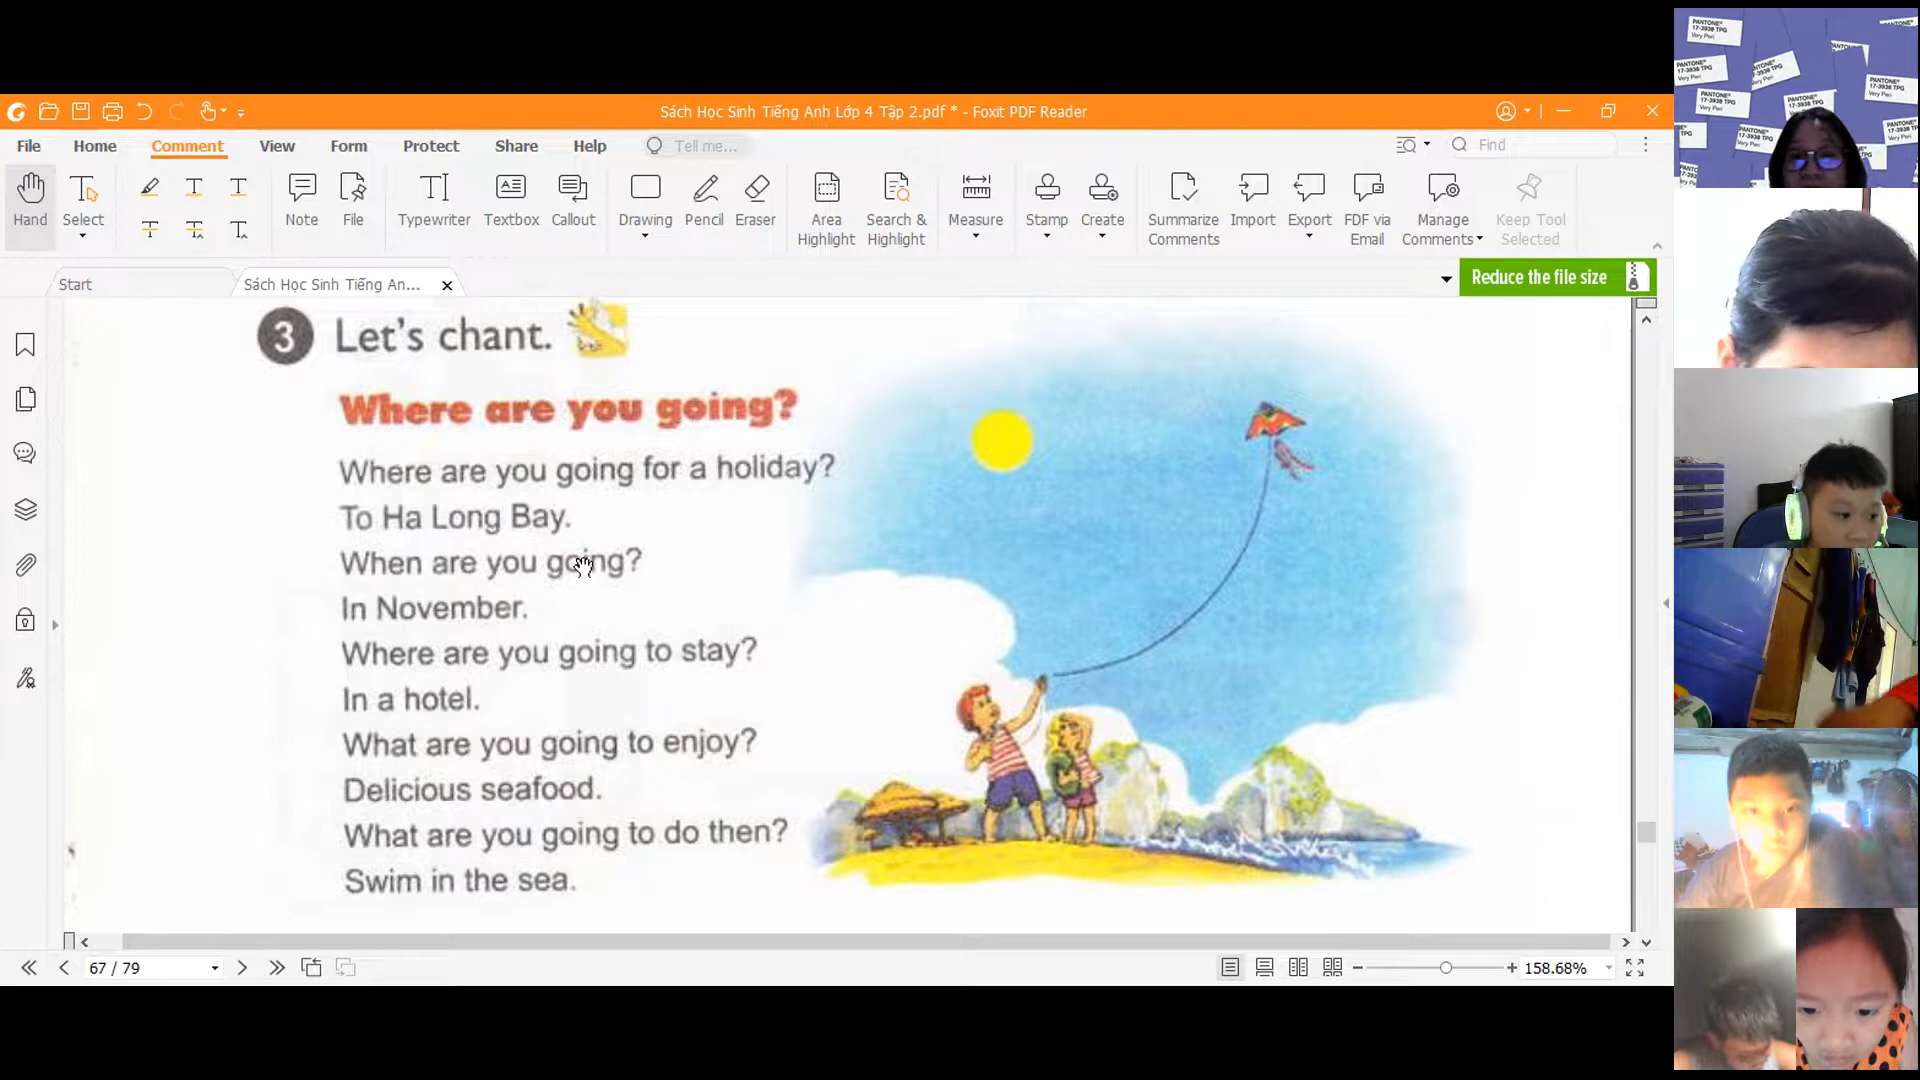 PANTONE®
17-3938 TPG
Very Peri
Sách Học Sinh Tiếng Anh Lớp 4 Tập 2.pdf * - Foxit PDF Reader
File Home Comment View Form Protect Share Help Tell me... Find
Hand Select Note File Typewriter Textbox Callout Drawing Pencil Eraser Area Highlight Search & Highlight Measure Stamp Create Summarize Comments Import Export FDF via Email Manage Comments Keep Tool Selected
Start Sách Học Sinh Tiếng An... Reduce the file size
3 Let's chant.
Where are you going?
Where are you going for a holiday?
To Ha Long Bay.
When are you going?
In November.
Where are you going to stay?
In a hotel.
What are you going to enjoy?
Delicious seafood.
What are you going to do then?
Swim in the sea.
67 / 79 158.68%